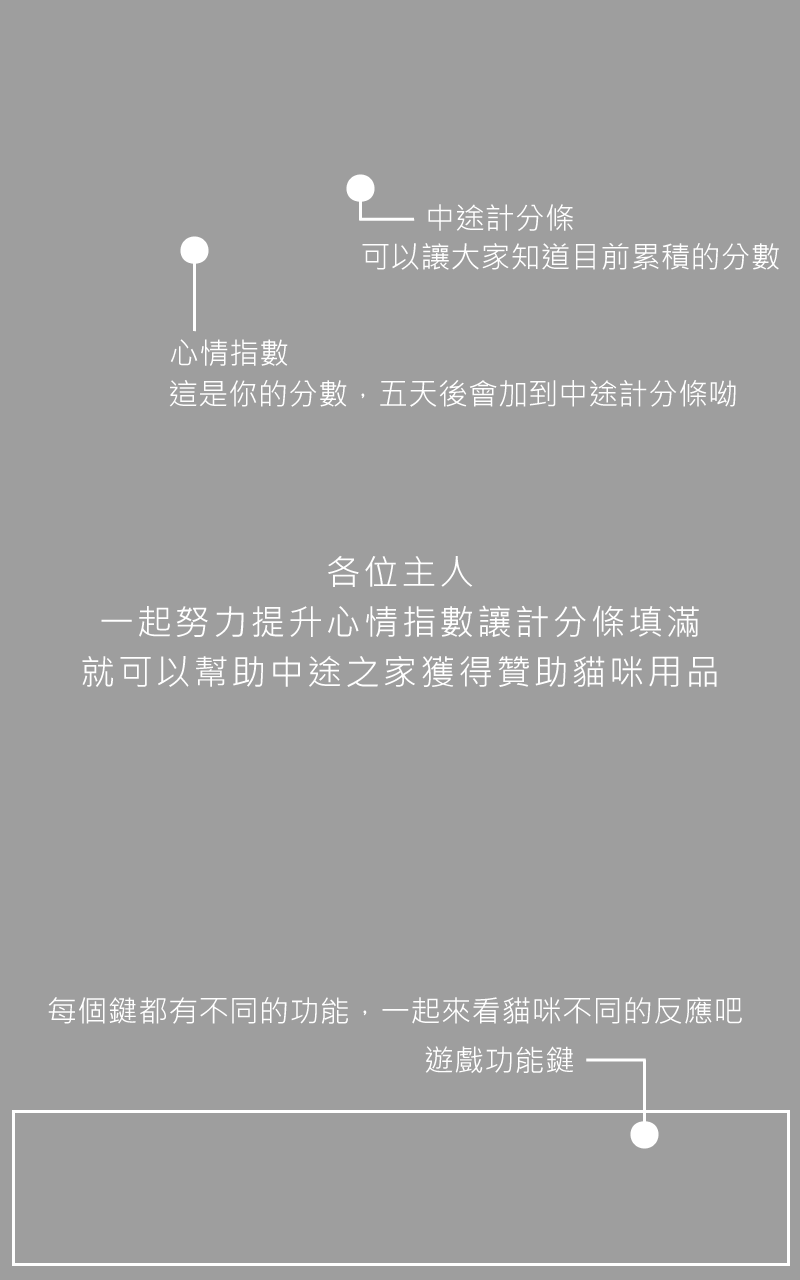 中途計分條
可以讓大家知道目前累積的分數
心情指數
這是你的分數，五天後會加到中途計分條呦
各位主人
一起努力提升心情指數讓計分條填滿
就可以幫助中途之家獲得贊助貓咪用品
每個鍵都有不同的功能，一起來看貓咪不同的反應吧
遊戲功能鍵